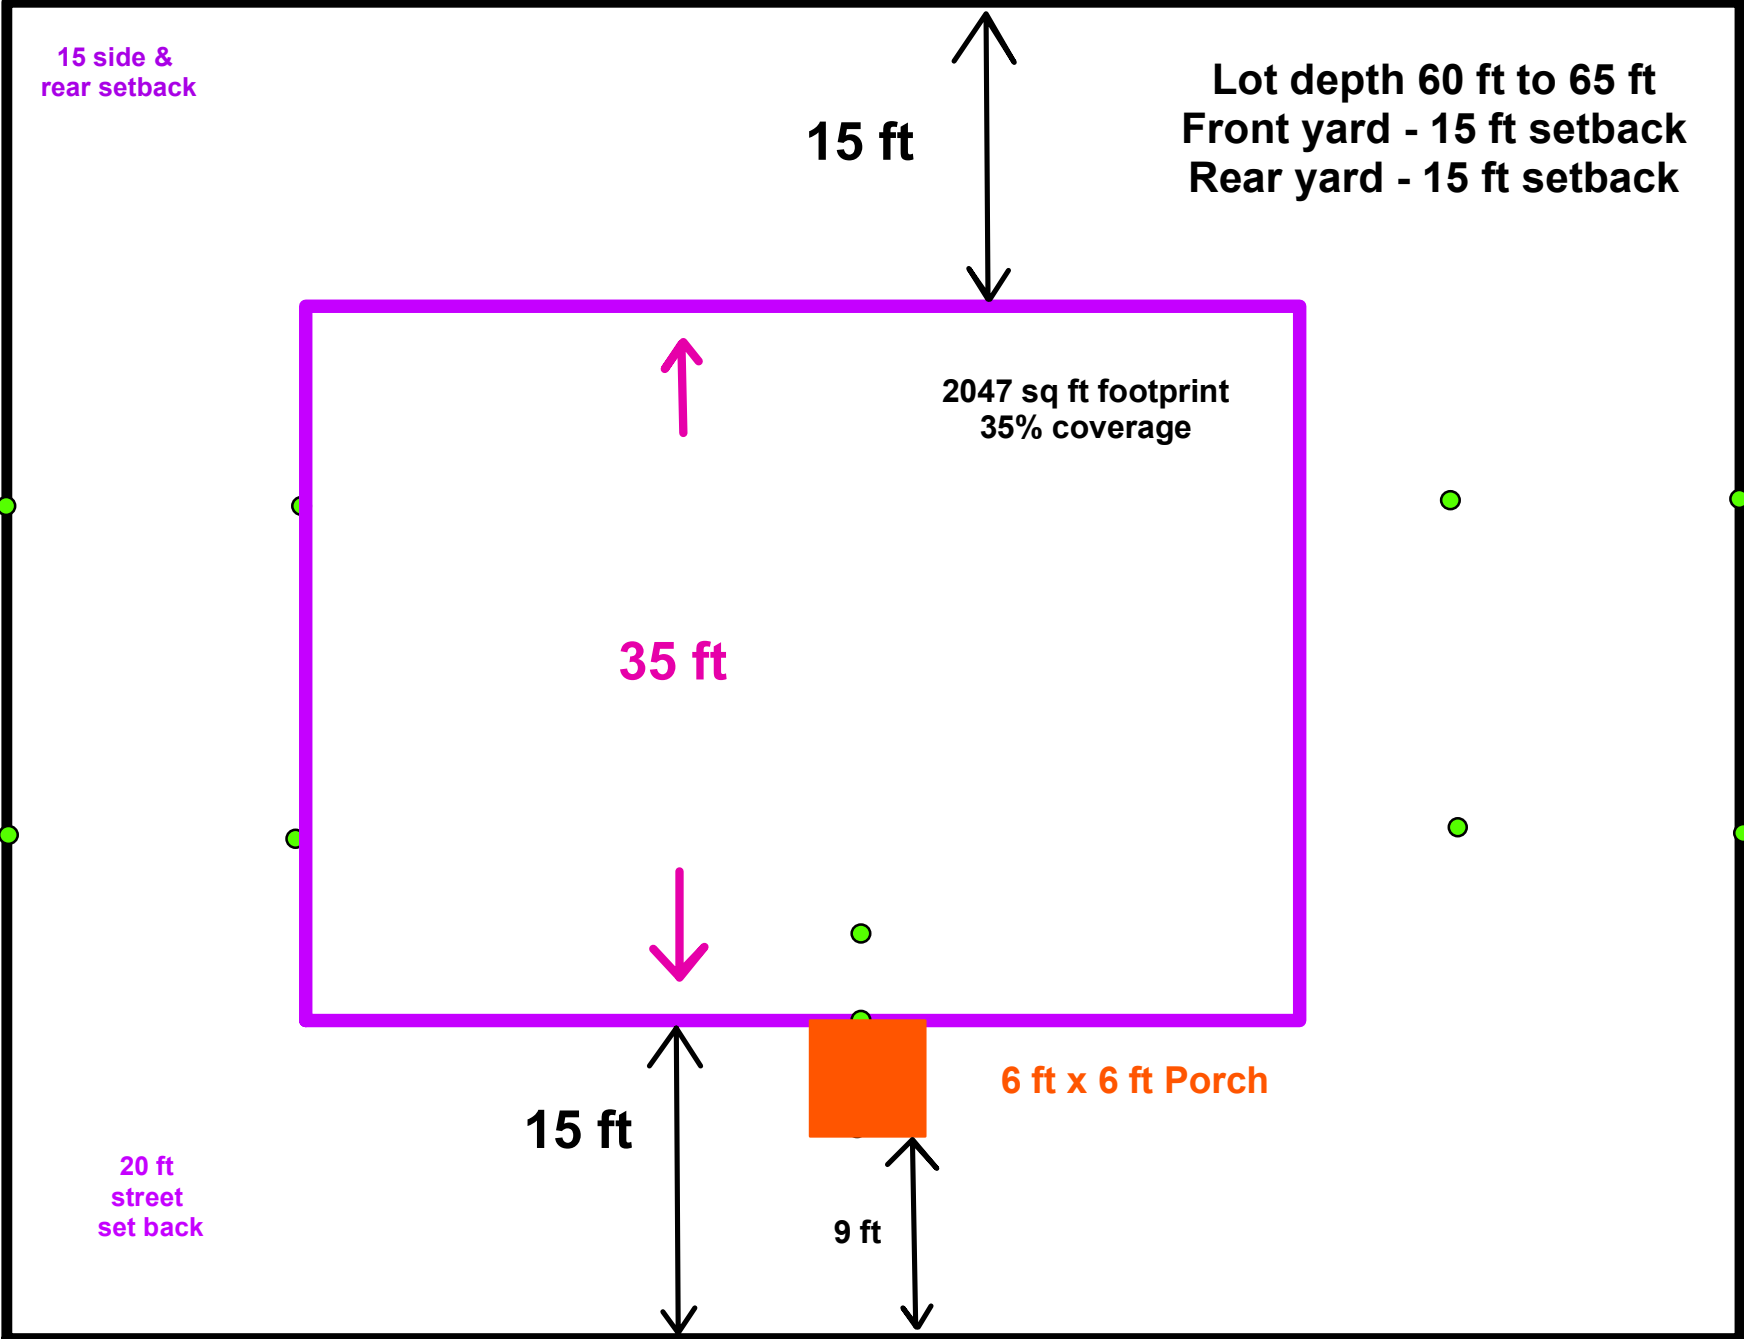 15 side &
rear setback
15 ft
Lot depth 60 ft to 65 ft
Front yard - 15 ft setback
Rear yard - 15 ft setback
2047 sq ft footprint
35% coverage
35 ft
6 ft x 6 ft Porch
15 ft
20 ft
street
set back
9 ft